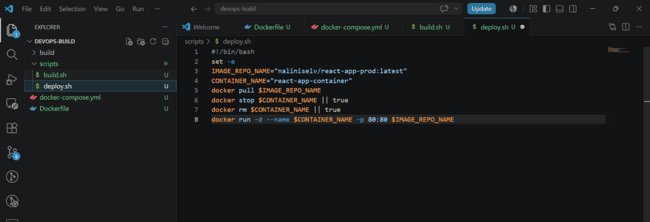 File Edit Selection View Go Run ...
devops-build
Update
EXPLORER
DEVOPS-BUILD
build
scripts
$ build.sh U
$ deploy.sh U
docker-compose.yml U
Dockerfile U
Welcome
Dockerfile U
docker-compose.yml U
$ build.sh U
$ deploy.sh U
scripts > $ deploy.sh
1 #!/bin/bash
2 set -e
3 IMAGE_REPO_NAME="naliniselv/react-app-prod:latest"
4 CONTAINER_NAME="react-app-container"
5 docker pull $IMAGE_REPO_NAME
6 docker stop $CONTAINER_NAME || true
7 docker rm $CONTAINER_NAME || true
8 docker run -d --name $CONTAINER_NAME -p 80:80 $IMAGE_REPO_NAME